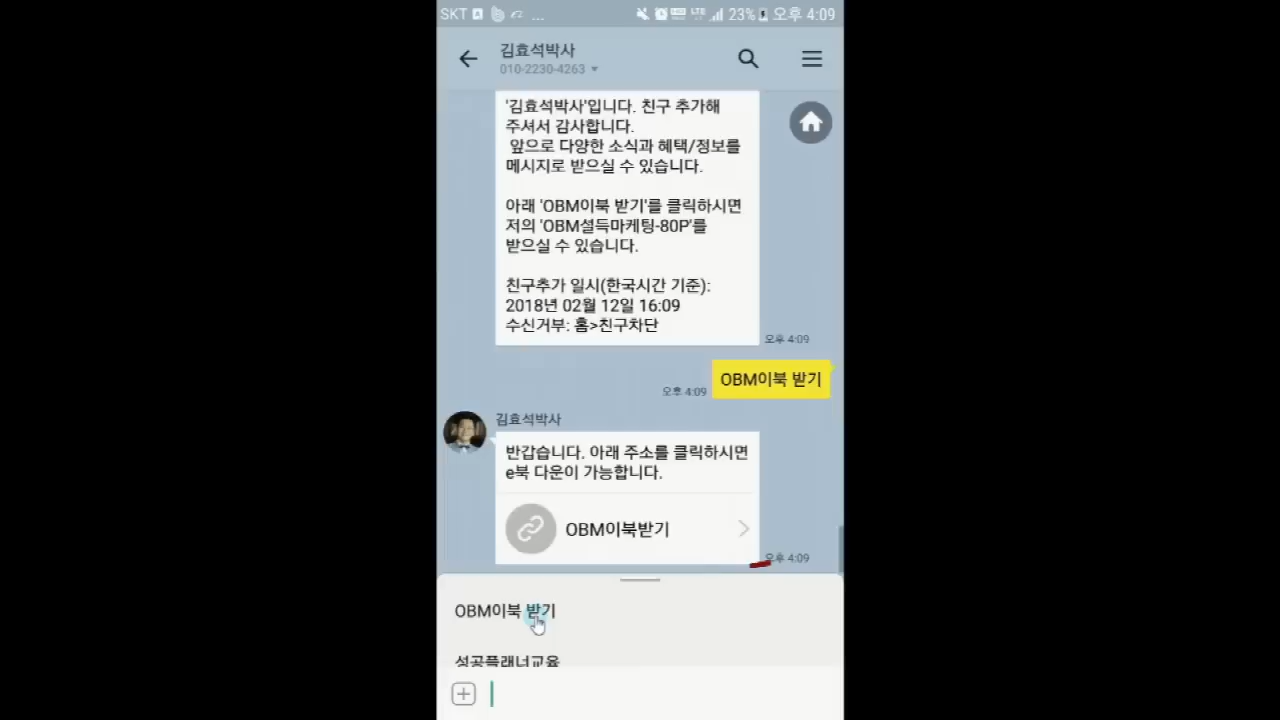 SKT
23% 오후 4:09
김효석박사
010-2230-4263
'김효석박사'입니다. 친구 추가해
주셔서 감사합니다.
앞으로 다양한 소식과 혜택/정보를
메시지로 받으실 수 있습니다.
아래 'OBM이북 받기'를 클릭하시면
저의 'OBM설득마케팅-80P'를
받으실 수 있습니다.
친구추가 일시(한국시간 기준):
2018년 02월 12일 16:09
수신거부: 홈>친구차단
오후 4:09
OBM이북 받기
오후 4:09
김효석박사
반갑습니다. 아래 주소를 클릭하시면
e북 다운이 가능합니다.
OBM이북받기
오후 4:09
OBM이북 받기
성공플래너교육